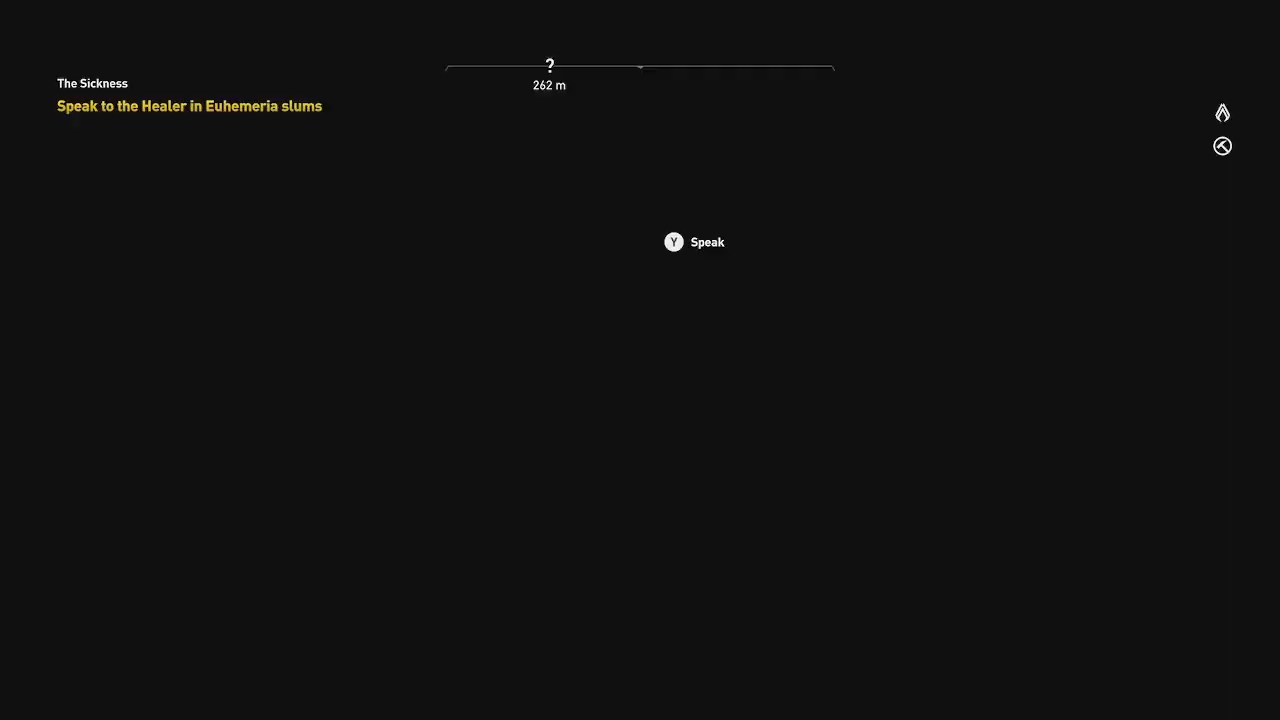 ?
262 m
The Sickness
Speak to the Healer in Euhemeria slums
Y Speak